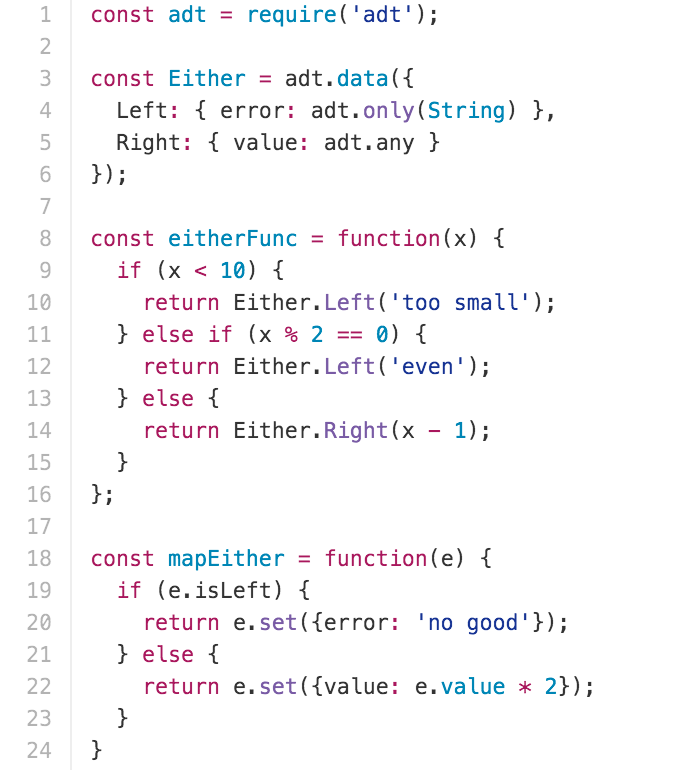 1 const adt = require('adt');
2
3 const Either = adt.data({
4   Left: { error: adt.only(String) },
5   Right: { value: adt.any }
6 });
7
8 const eitherFunc = function(x) {
9   if (x < 10) {
10     return Either.Left('too small');
11   } else if (x % 2 == 0) {
12     return Either.Left('even');
13   } else {
14     return Either.Right(x - 1);
15   }
16 };
17
18 const mapEither = function(e) {
19   if (e.isLeft) {
20     return e.set({error: 'no good'});
21   } else {
22     return e.set({value: e.value * 2});
23   }
24 }